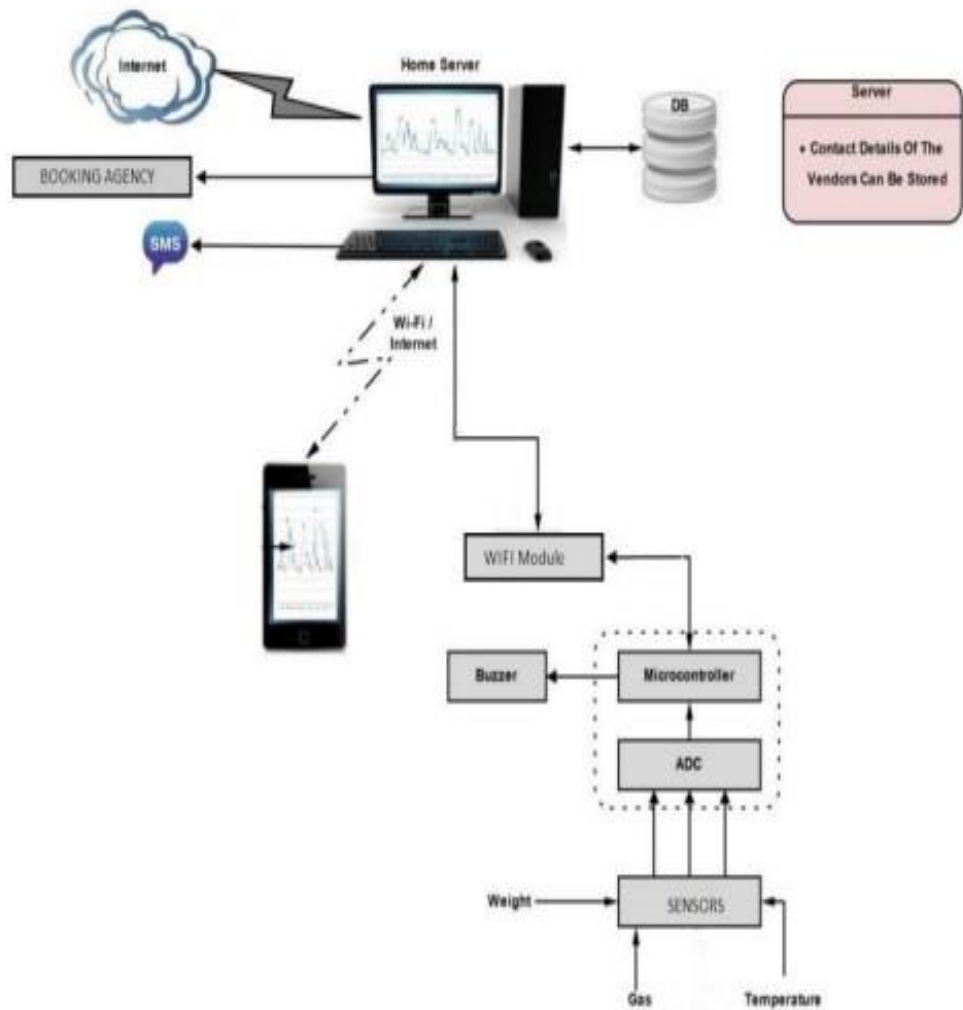 Internet
Home Server
DB
Server
• Contact Details Of The
Vendors Can Be Stored
BOOKING AGENCY
SMS
Wi-Fi /
Internet
WIFI Module
Buzzer
Microcontroller
ADC
Weight
SENSORS
Gas
Temperature